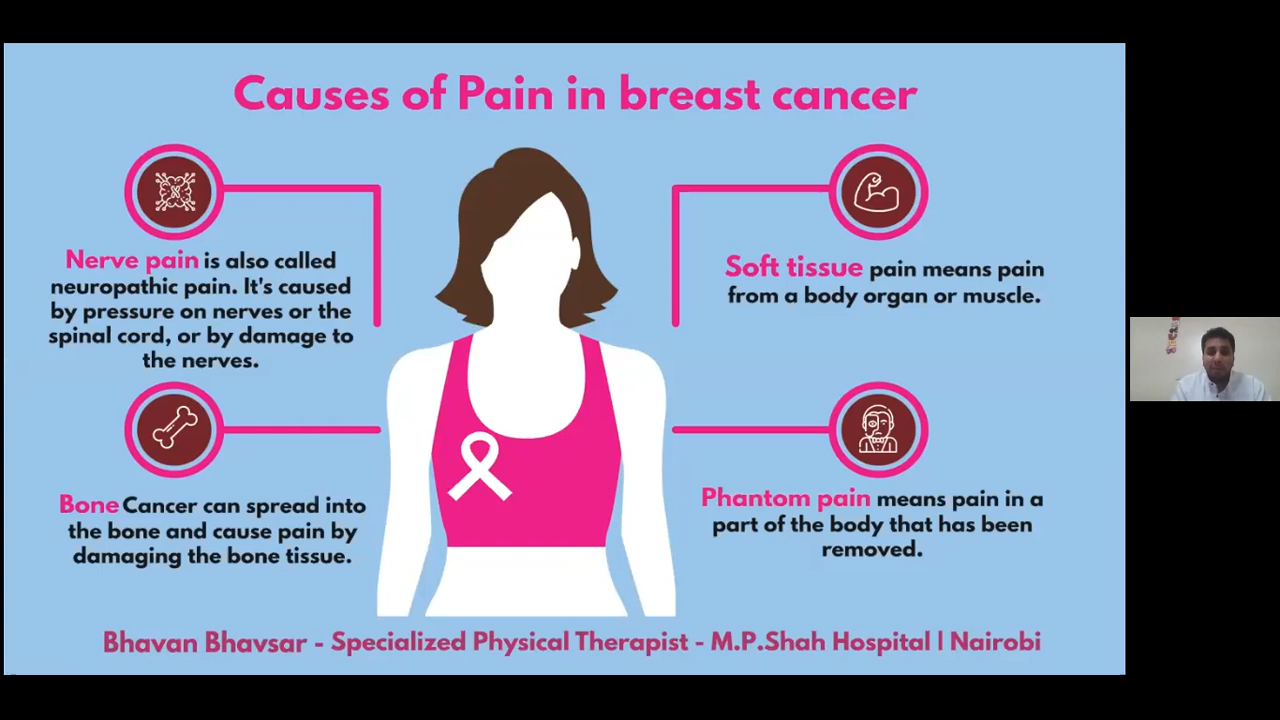 Causes of Pain in breast cancer
Nerve pain is also called
neuropathic pain. It's caused
by pressure on nerves or the
spinal cord, or by damage to
the nerves.
Soft tissue pain means pain
from a body organ or muscle.
Bone Cancer can spread into
the bone and cause pain by
damaging the bone tissue.
Phantom pain means pain in a
part of the body that has been
removed.
Bhavan Bhavsar - Specialized Physical Therapist - M.P.Shah Hospital | Nairobi